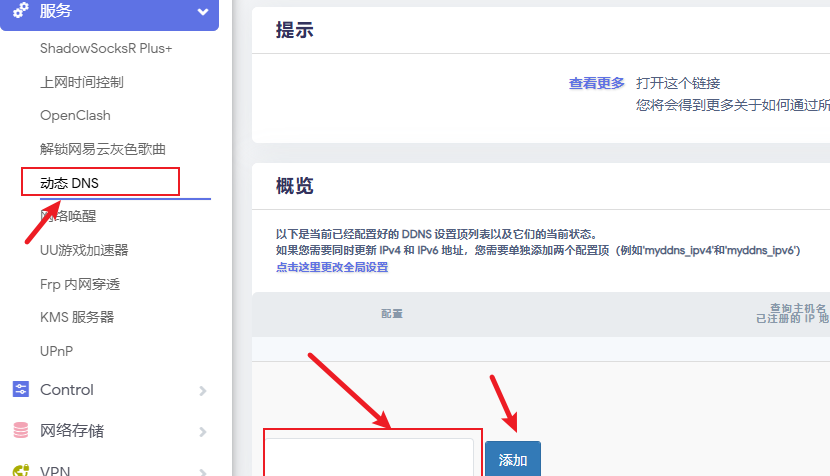 服务
ShadowSocksR Plus+
上网时间控制
OpenClash
解锁网易云灰色歌曲
动态 DNS
网络唤醒
UU游戏加速器
Frp 内网穿透
KMS 服务器
UPnP
Control
网络存储
VPN
提示
查看更多 打开这个链接
您将会得到更多关于如何通过所
概览
以下是当前已经配置好的 DDNS 设置顶列表以及它们的当前状态。
如果您需要同时更新 IPv4 和 IPv6 地址，您需要单独添加两个配置顶（例如'myddns_ipv4'和'myddns_ipv6'）
点击这里更改全局设置
配置
查询主机名
已注册的 IP 地
添加